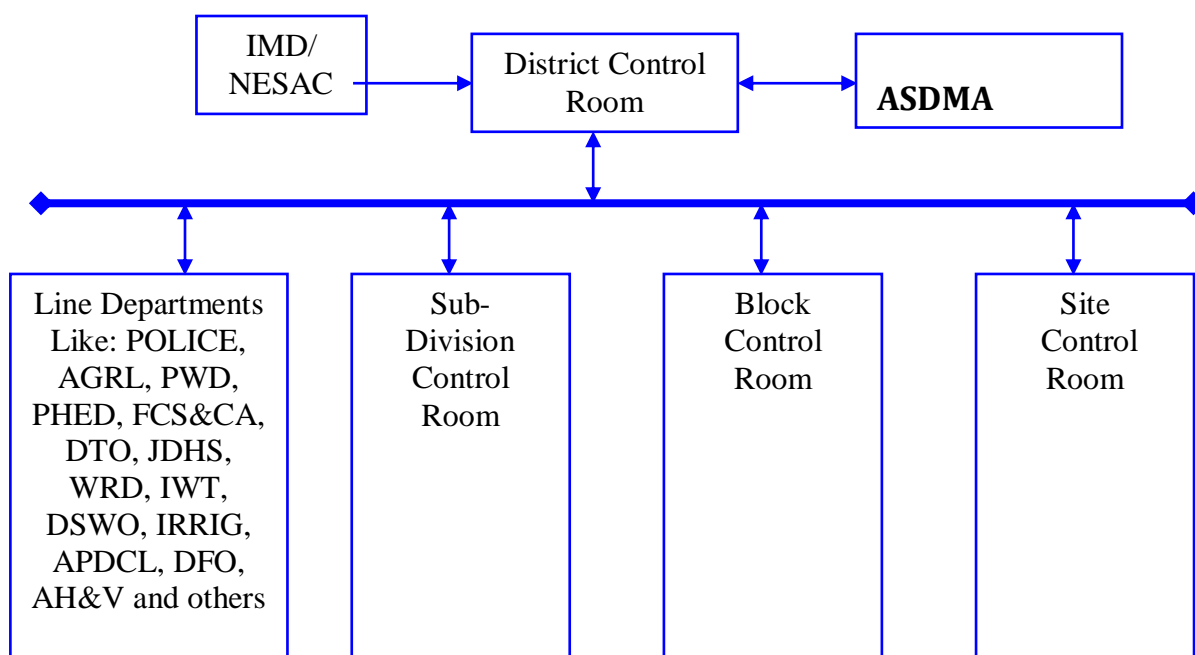 IMD/
NESAC
District Control
Room
ASDMA
Line Departments
Like: POLICE,
AGRL, PWD,
PHED, FCS&CA,
DTO, JDHS,
WRD, IWT,
DSWO, IRRIG,
APDCL, DFO,
AH&V and others
Sub-
Division
Control
Room
Block
Control
Room
Site
Control
Room